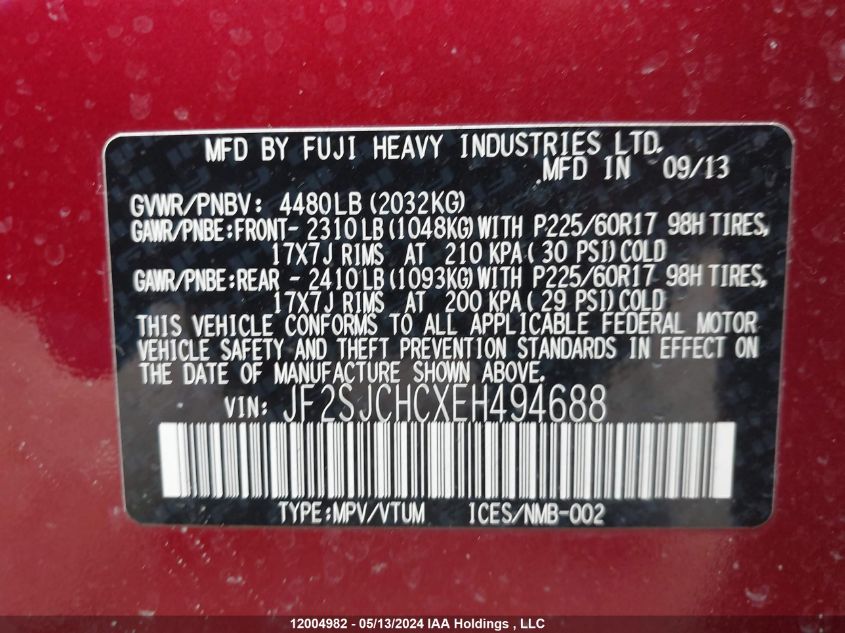 MFD BY FUJI HEAVY INDUSTRIES LTD.
MFD IN 09/13
GVWR/PNBV: 4480LB (2032KG)
GAWR/PNBE:FRONT- 2310LB (1048KG) WITH P225/60R17 98H TIRES,
17X7J RIMS AT 210 KPA (30 PSI) COLD
GAWR/PNBE:REAR - 2410LB (1093KG) WITH P225/60R17 98H TIRES,
17X7J RIMS AT 200 KPA (29 PSI) COLD
THIS VEHICLE CONFORMS TO ALL APPLICABLE FEDERAL MOTOR
VEHICLE SAFETY AND THEFT PREVENTION STANDARDS IN EFFECT ON
THE DATE OF MANUFACTURE SHOWN ABOVE.
VIN: JF2SJCHCXEH494688
TYPE:MPV/VTUM ICES/NMB-002
12004982 - 05/13/2024 IAA Holdings , LLC